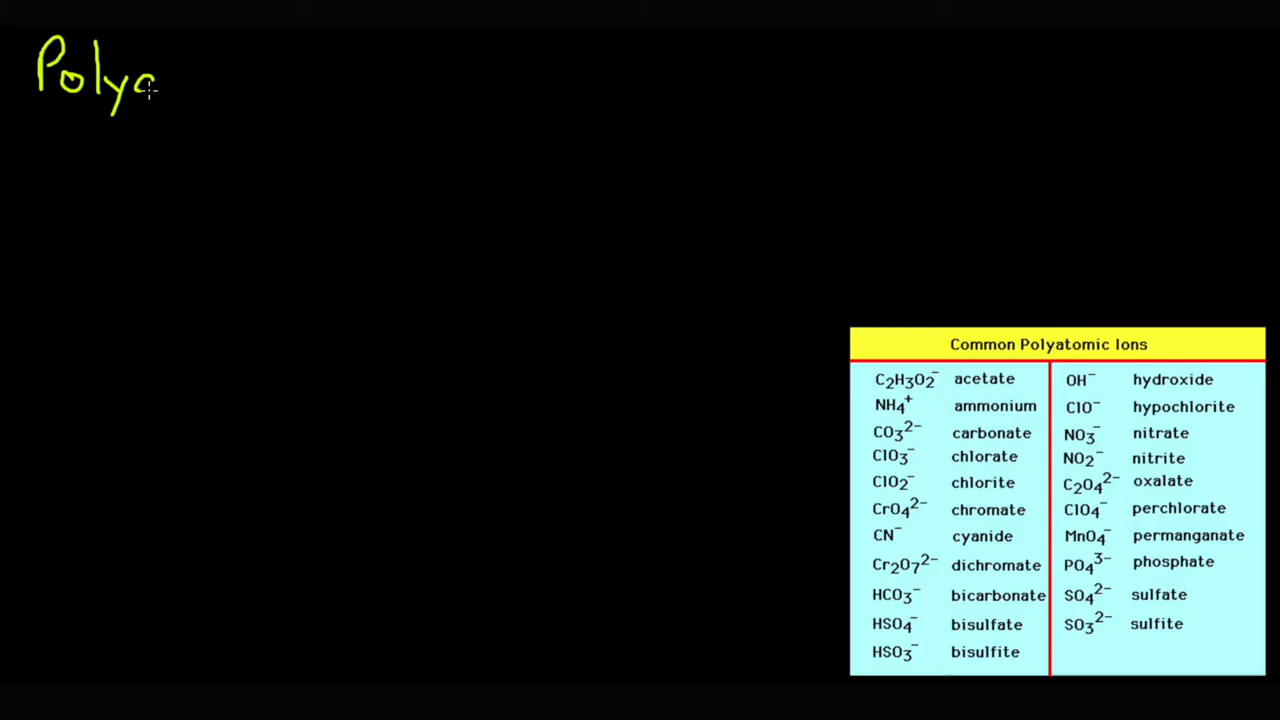 Polya
Common Polyatomic Ions
C₂H₃O₂⁻ acetate
NH₄⁺ ammonium
CO₃²⁻ carbonate
ClO₃⁻ chlorate
ClO₂⁻ chlorite
CrO₄²⁻ chromate
CN⁻ cyanide
Cr₂O₇²⁻ dichromate
HCO₃⁻ bicarbonate
HSO₄⁻ bisulfate
HSO₃⁻ bisulfite
OH⁻ hydroxide
ClO⁻ hypochlorite
NO₃⁻ nitrate
NO₂⁻ nitrite
C₂O₄²⁻ oxalate
ClO₄⁻ perchlorate
MnO₄⁻ permanganate
PO₄³⁻ phosphate
SO₄²⁻ sulfate
SO₃²⁻ sulfite